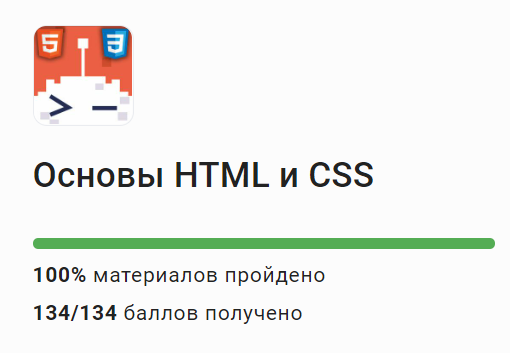 5 3
> –
Основы HTML и CSS
100% материалов пройдено
134/134 баллов получено